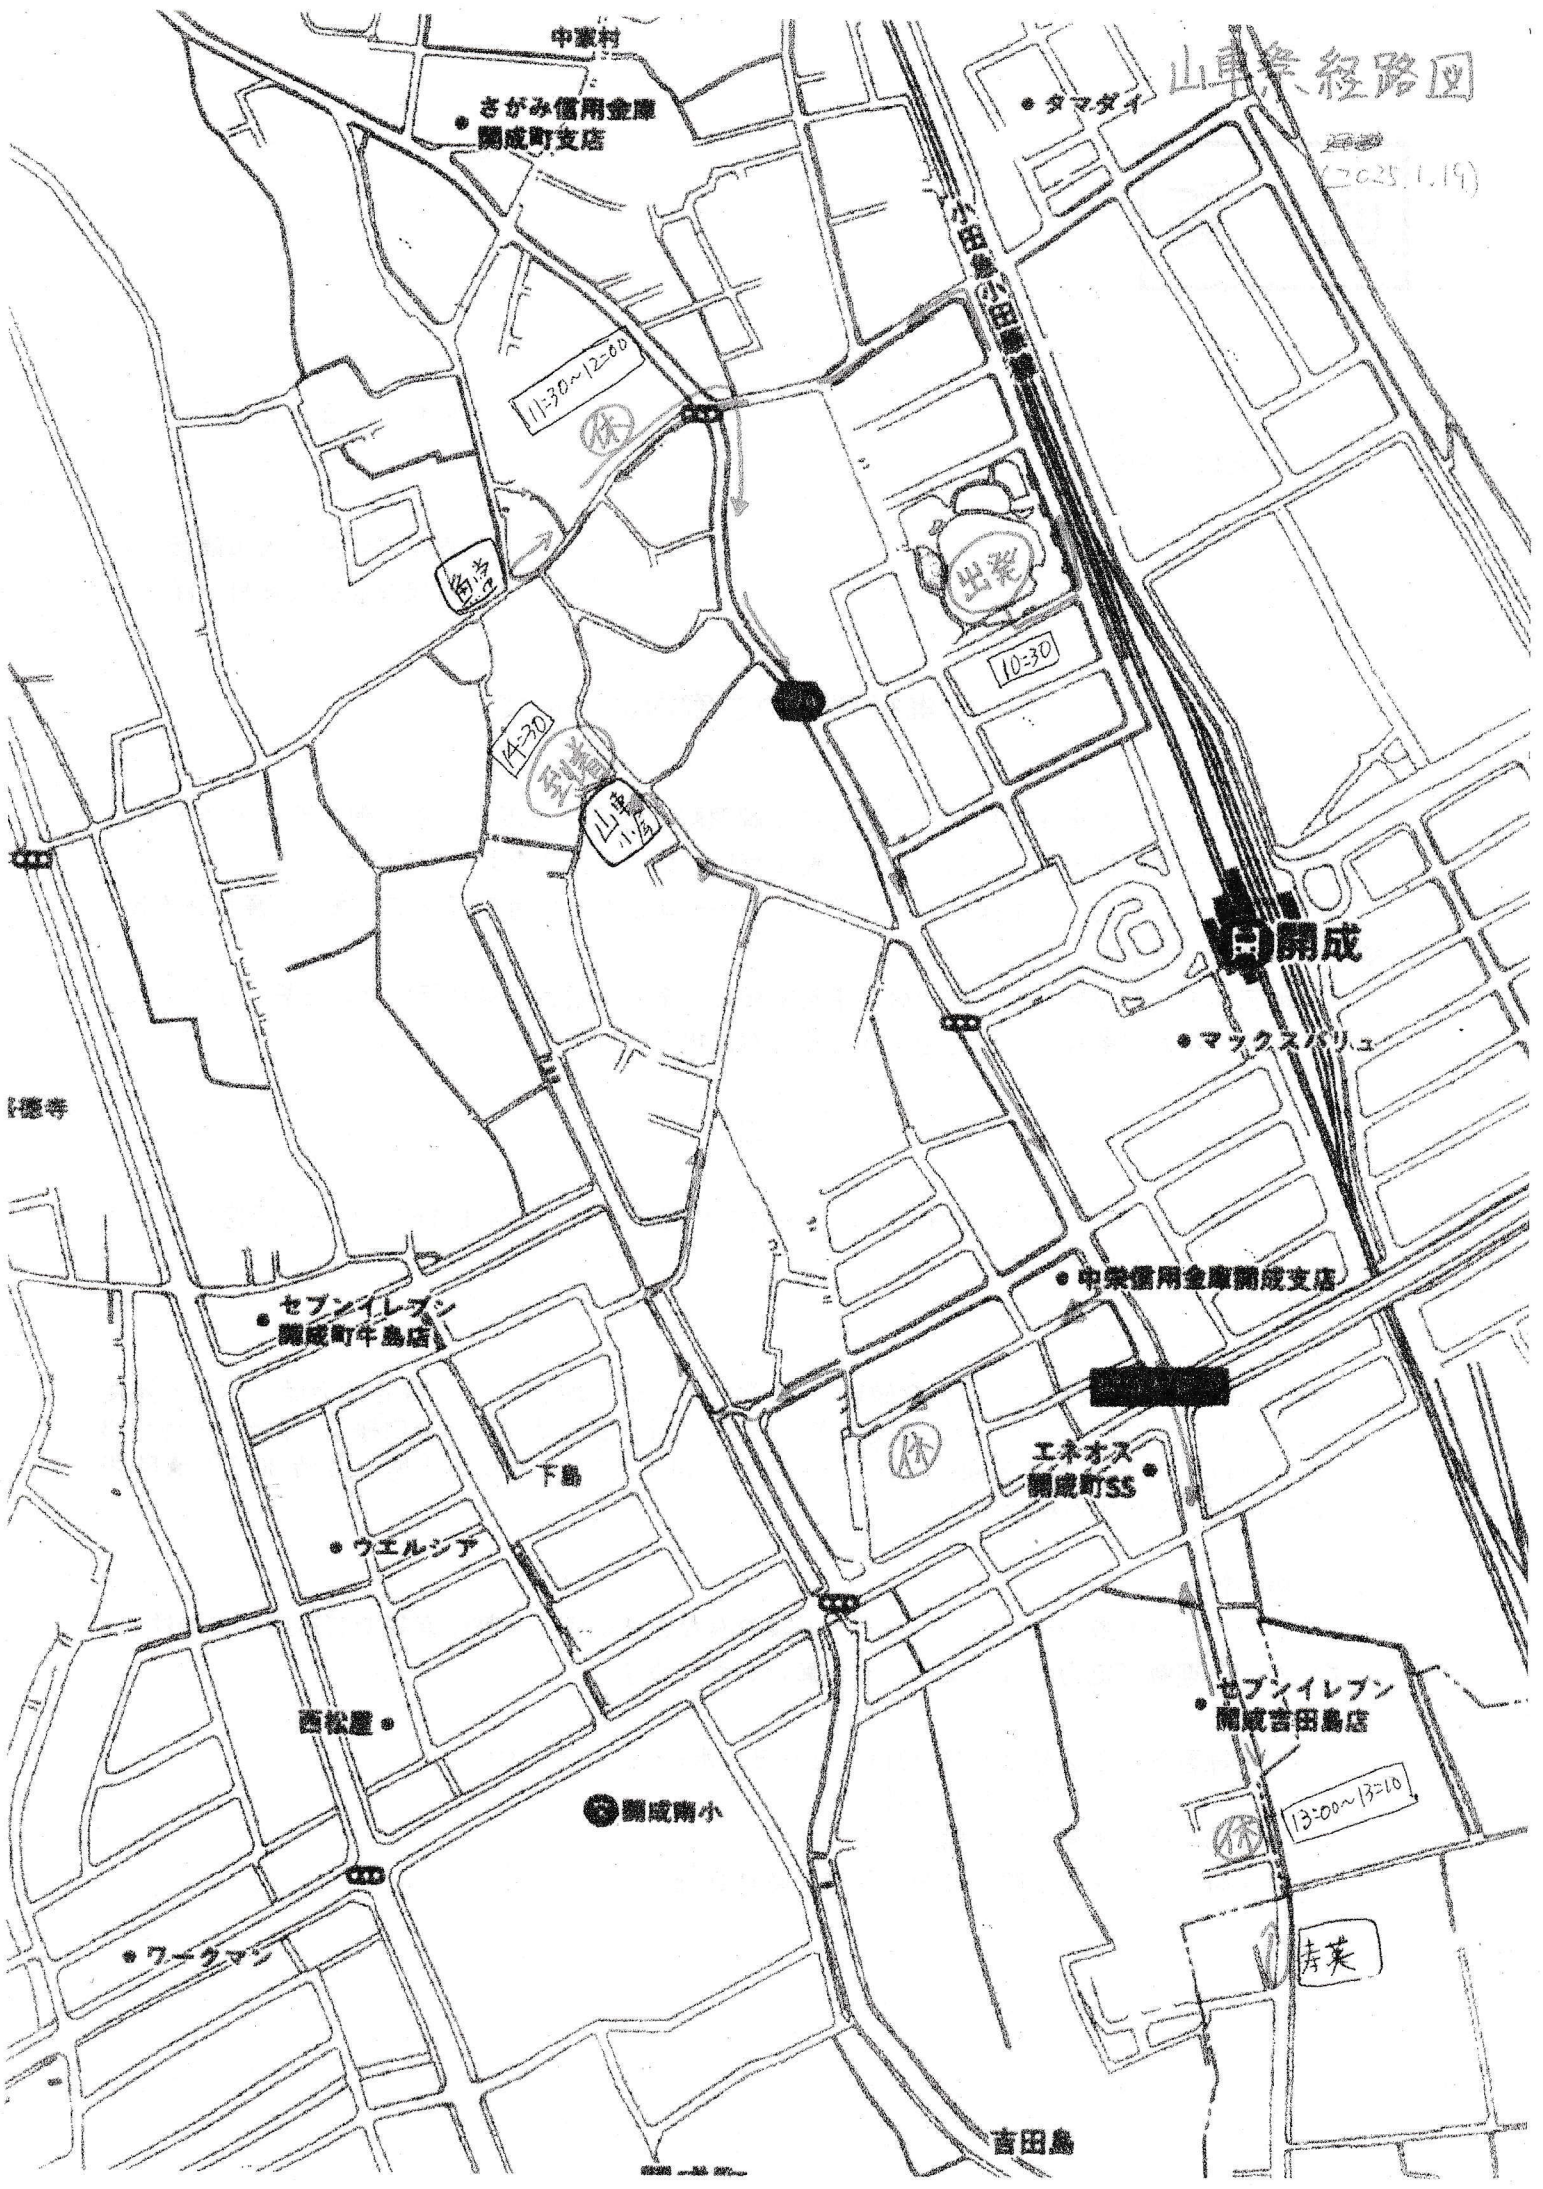 山車祭経路図
(2025.1.19)
中家村
さがみ信用金庫
開成町支店
タマダイ
小田急小田原線
11:30~12:00
休
出発
10:30
14:30
到着
山車小屋
開成
マックスバリュ
中栄信用金庫開成支店
セブンイレブン
開成町牛島店
休
エネオス
開成町SS
下島
ウエルシア
セブンイレブン
開成吉田島店
西松屋
13:00~13:10
休
開成南小
ワークマン
吉田島